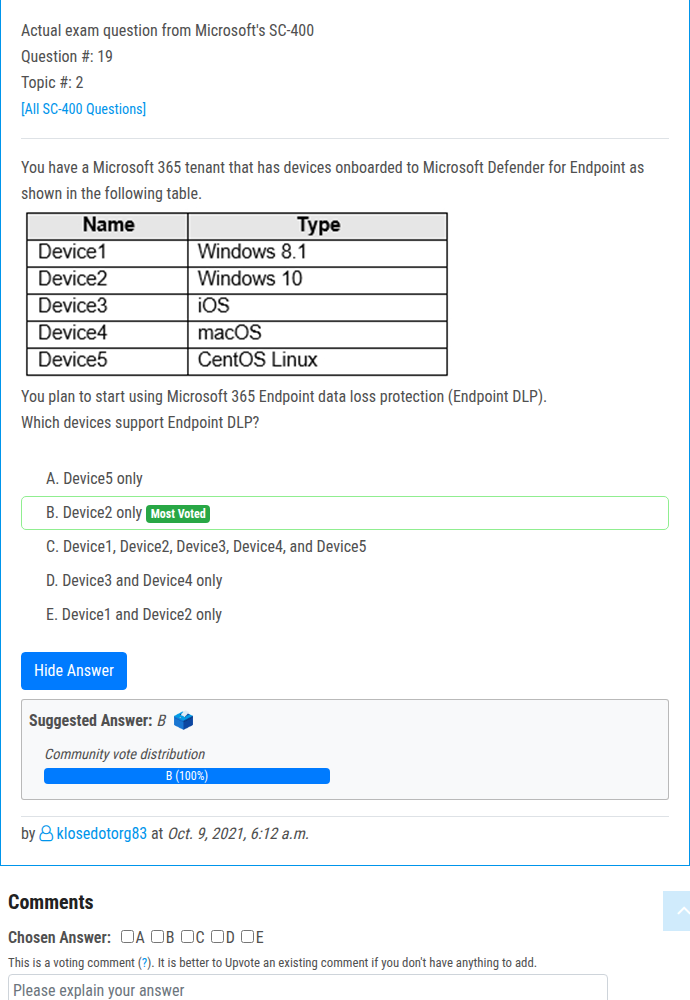 Actual exam question from Microsoft's SC-400
Question #: 19
Topic #: 2
[All SC-400 Questions]
You have a Microsoft 365 tenant that has devices onboarded to Microsoft Defender for Endpoint as
shown in the following table.
Name Type
Device1 Windows 8.1
Device2 Windows 10
Device3 iOS
Device4 macOS
Device5 CentOS Linux
You plan to start using Microsoft 365 Endpoint data loss protection (Endpoint DLP).
Which devices support Endpoint DLP?
A. Device5 only
B. Device2 only Most Voted
C. Device1, Device2, Device3, Device4, and Device5
D. Device3 and Device4 only
E. Device1 and Device2 only
Hide Answer
Suggested Answer: B
Community vote distribution
B (100%)
by klosedotorg83 at Oct. 9, 2021, 6:12 a.m.
Comments
Chosen Answer: A B C D E
This is a voting comment (?). It is better to Upvote an existing comment if you don't have anything to add.
Please explain your answer